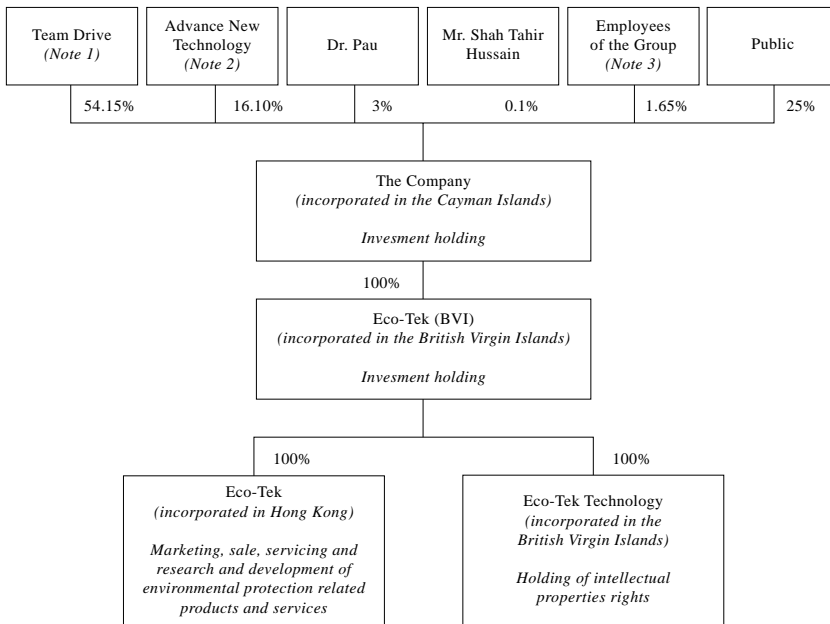 Team Drive
(Note 1)
Advance New
Technology
(Note 2)
Dr. Pau
Mr. Shah Tahir
Hussain
Employees
of the Group
(Note 3)
Public
54.15%
16.10%
3%
0.1%
1.65%
25%
The Company
(incorporated in the Cayman Islands)
Invesment holding
100%
Eco-Tek (BVI)
(incorporated in the British Virgin Islands)
Invesment holding
100%
100%
Eco-Tek
(incorporated in Hong Kong)
Marketing, sale, servicing and
research and development of
environmental protection related
products and services
Eco-Tek Technology
(incorporated in the
British Virgin Islands)
Holding of intellectual
properties rights